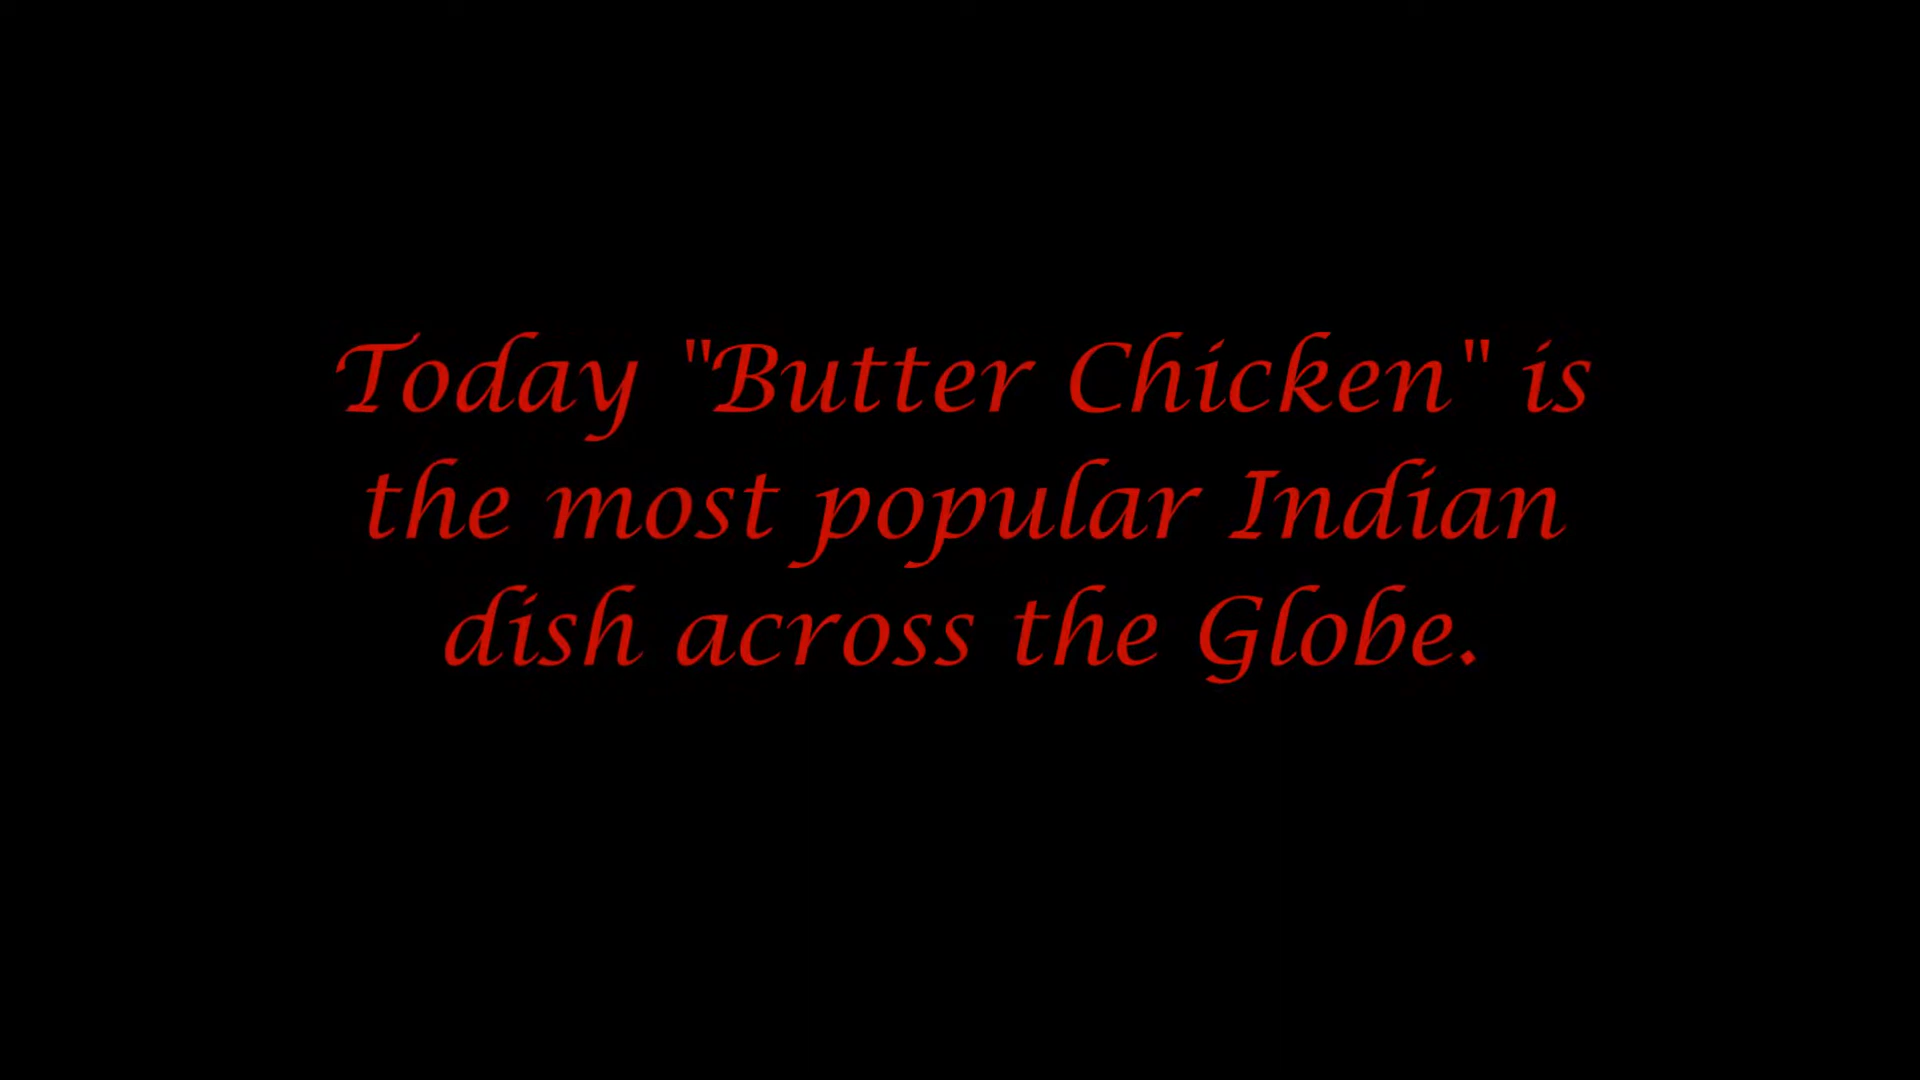 Today "Butter Chicken" is
the most popular Indian
dish across the Globe.